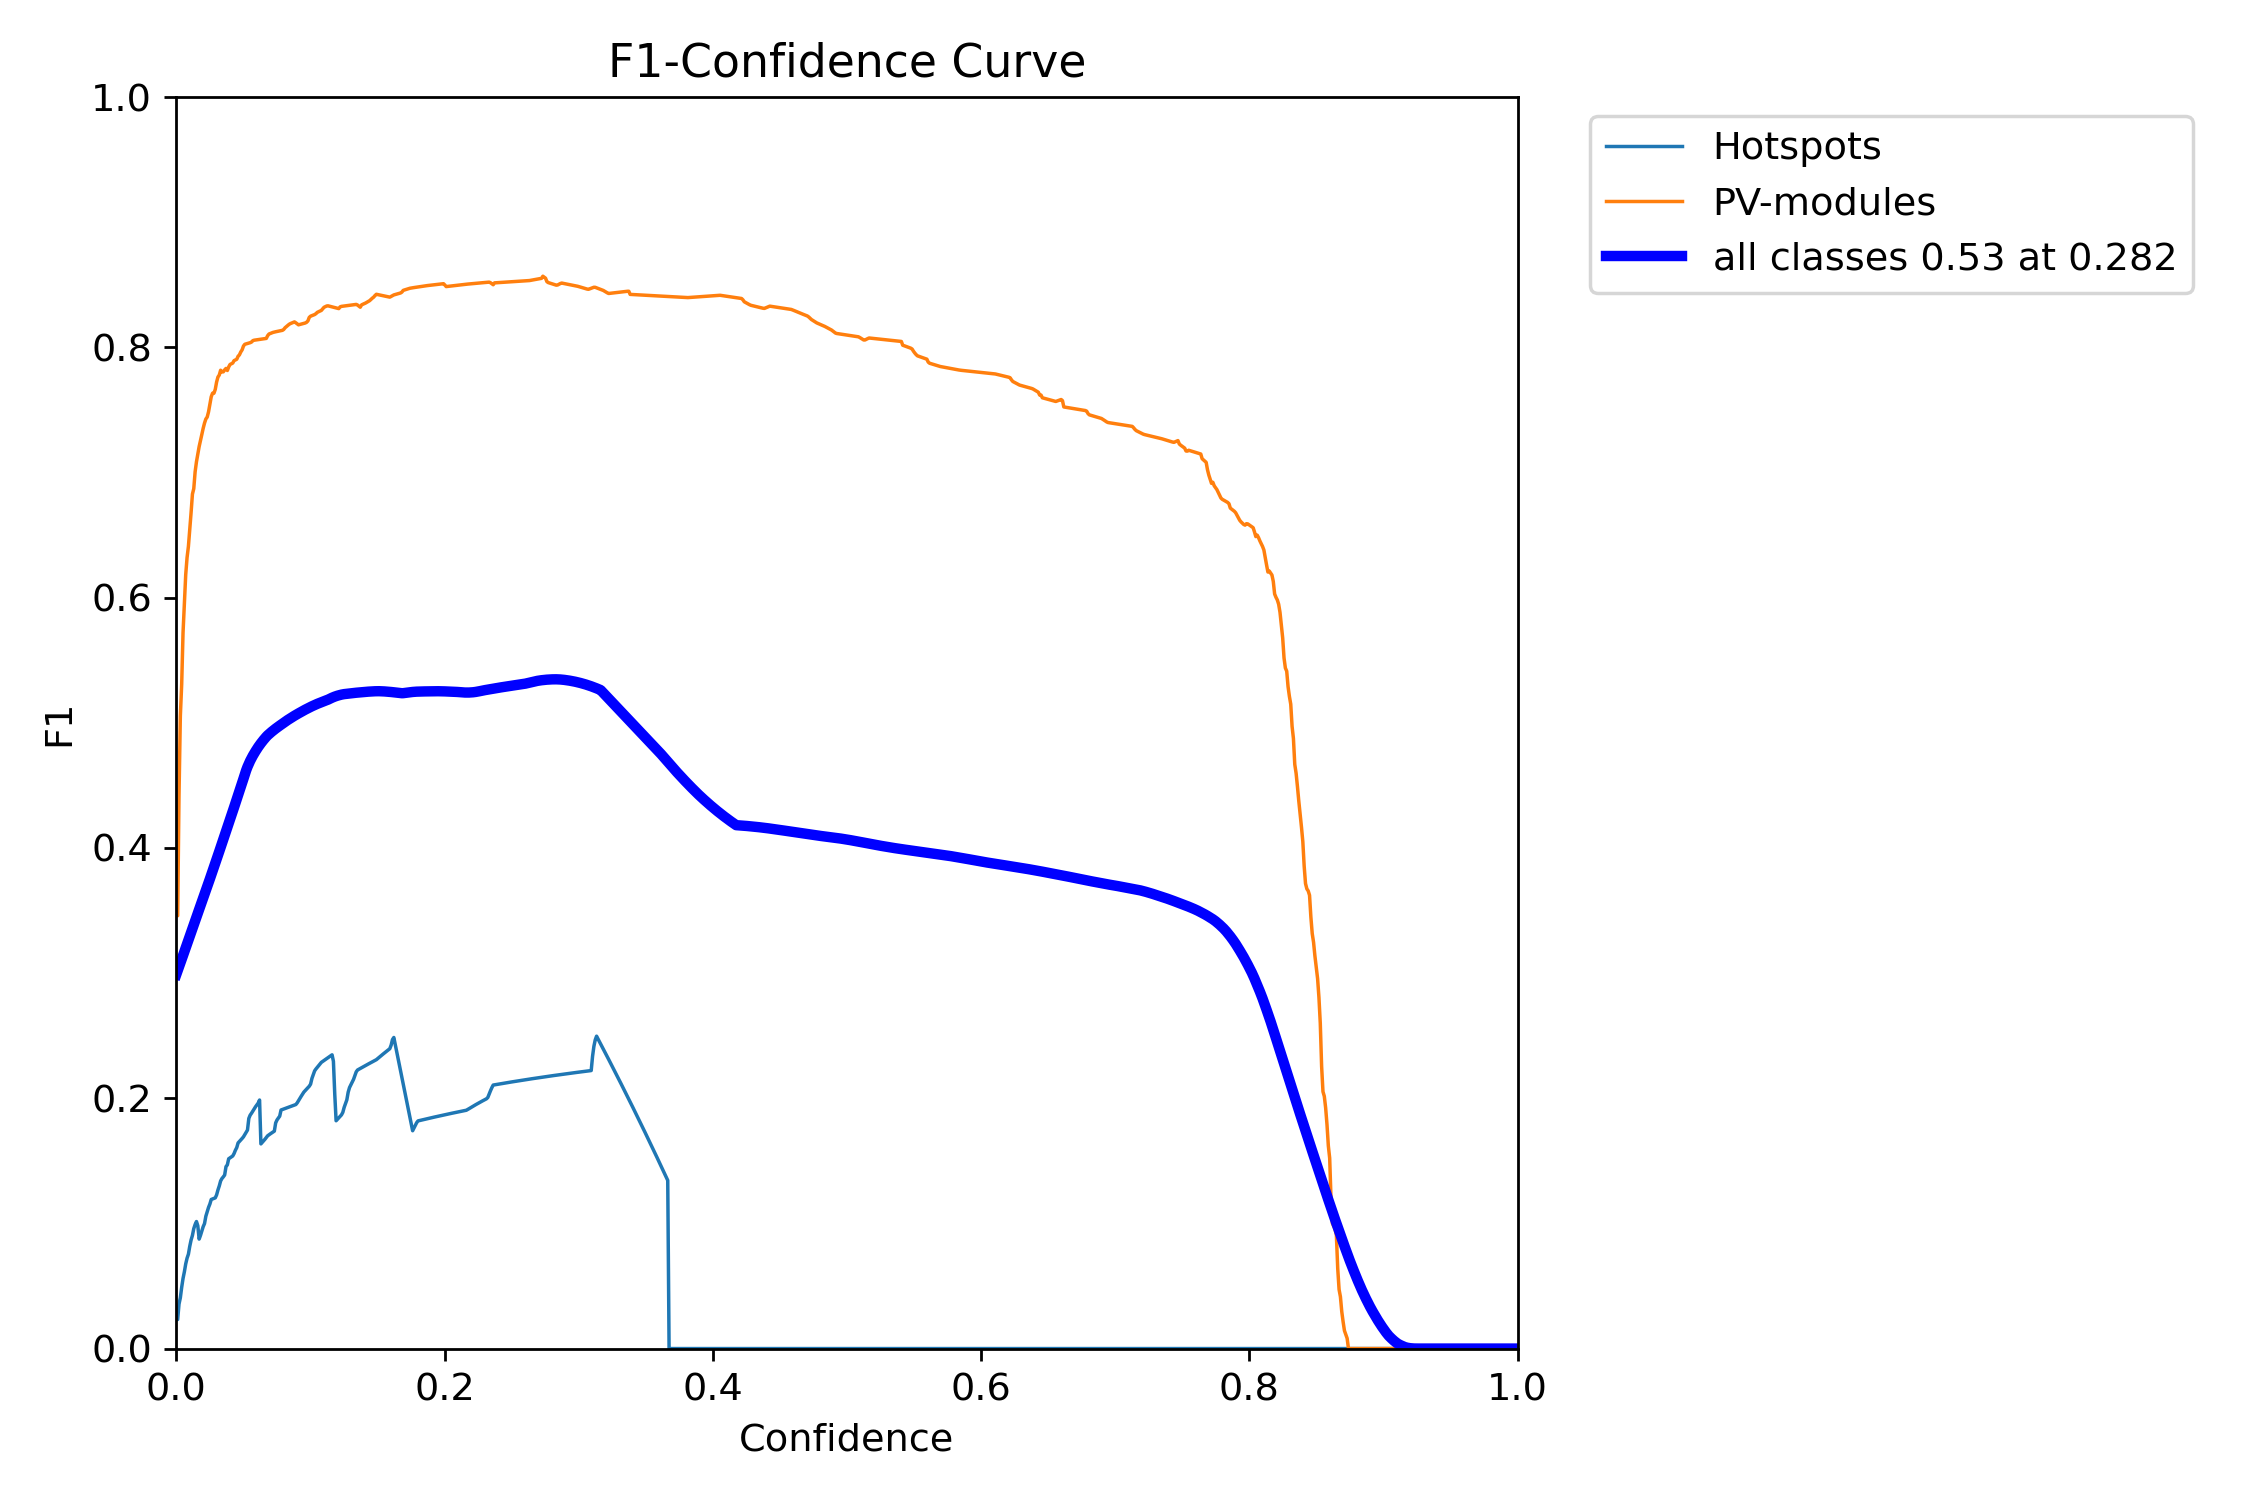 F1-Confidence Curve
1.0
0.8
0.6
0.4
0.2
0.0
F1
0.0 0.2 0.4 0.6 0.8 1.0
Confidence
Hotspots
PV-modules
all classes 0.53 at 0.282